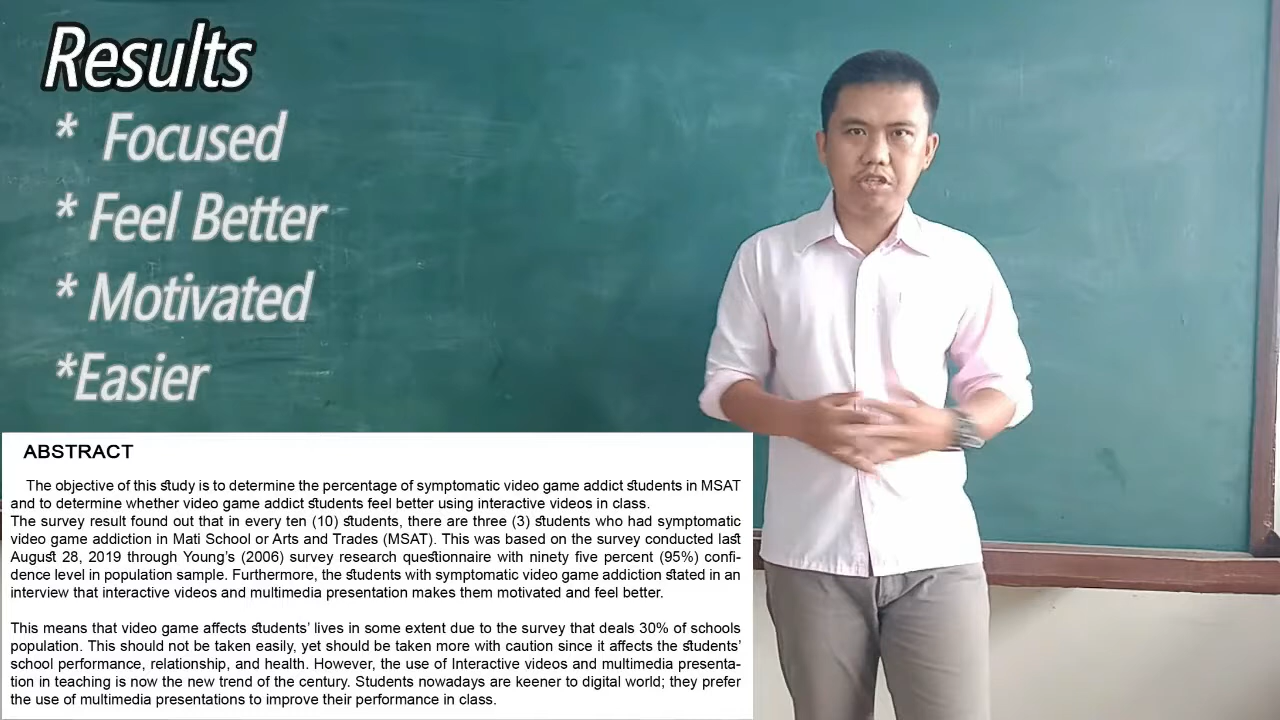 Results
* Focused
* Feel Better
* Motivated
*Easier
ABSTRACT
The objective of this study is to determine the percentage of symptomatic video game addict students in MSAT
and to determine whether video game addict students feel better using interactive videos in class.
The survey result found out that in every ten (10) students, there are three (3) students who had symptomatic
video game addiction in Mati School or Arts and Trades (MSAT). This was based on the survey conducted last
August 28, 2019 through Young's (2006) survey research questionnaire with ninety five percent (95%) confi-
dence level in population sample. Furthermore, the students with symptomatic video game addiction stated in an
interview that interactive videos and multimedia presentation makes them motivated and feel better.
This means that video game affects students' lives in some extent due to the survey that deals 30% of schools
population. This should not be taken easily, yet should be taken more with caution since it affects the students'
school performance, relationship, and health. However, the use of Interactive videos and multimedia presenta-
tion in teaching is now the new trend of the century. Students nowadays are keener to digital world; they prefer
the use of multimedia presentations to improve their performance in class.